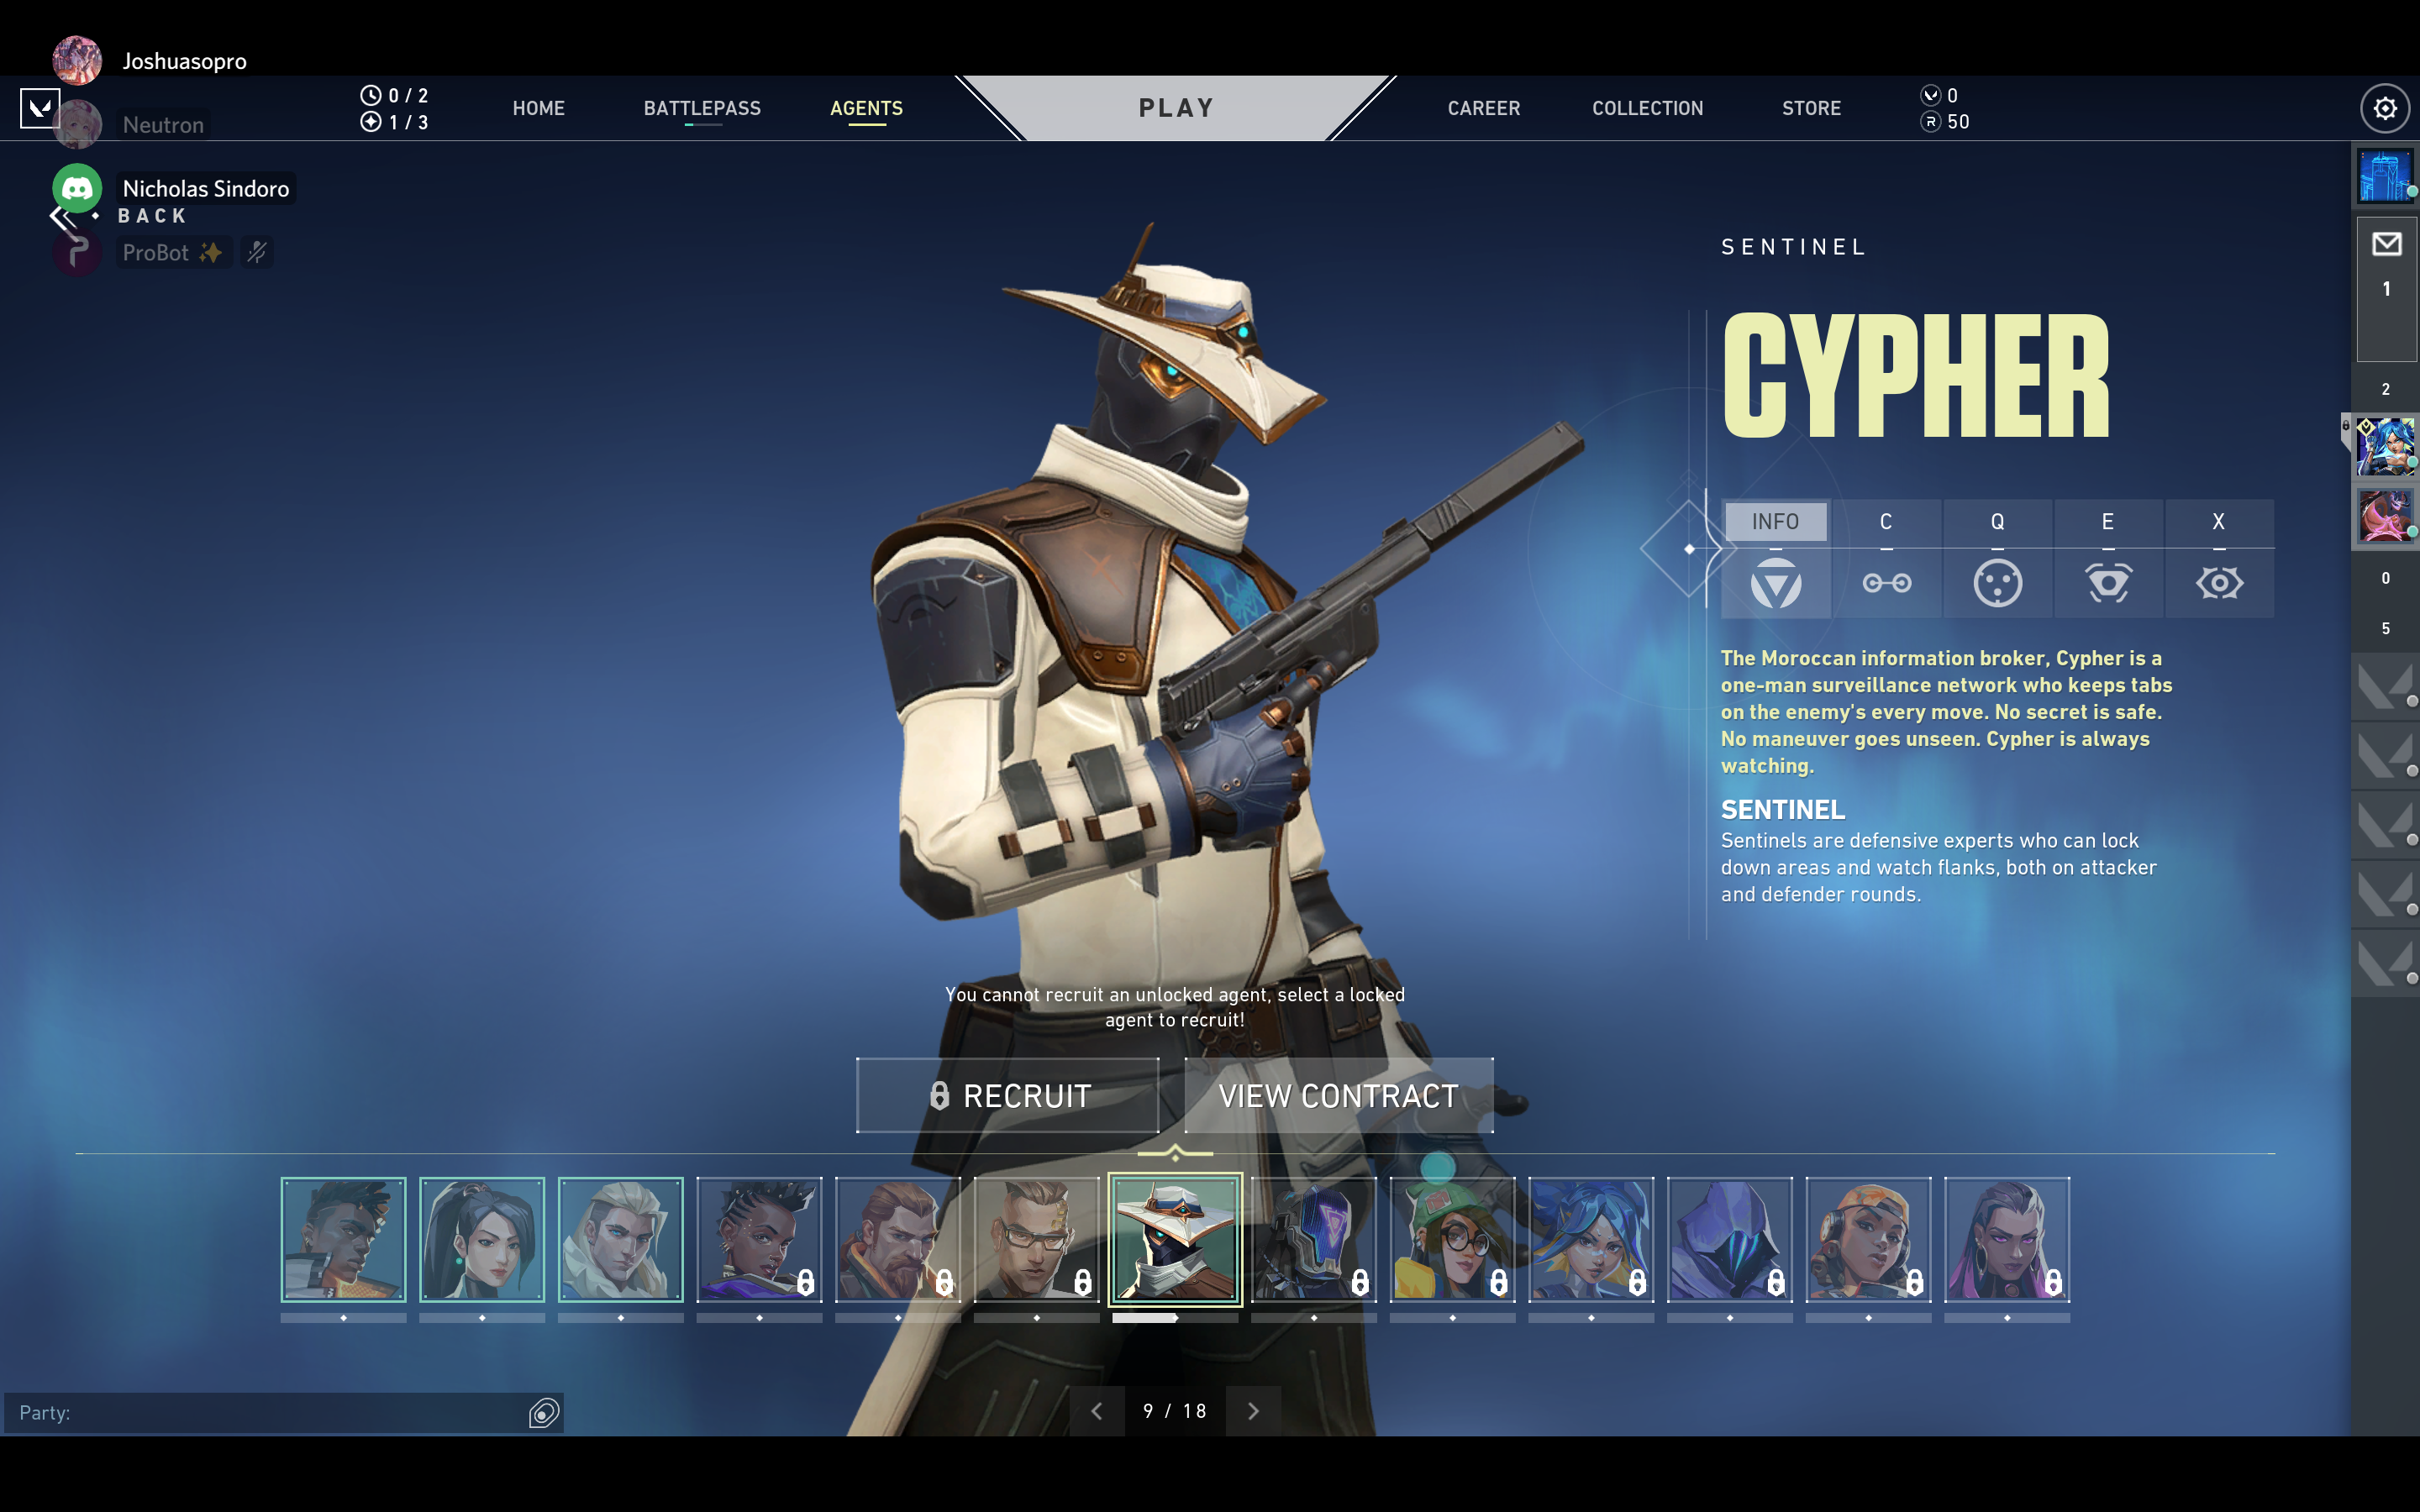 Joshuasopro
Neutron
Nicholas Sindoro
BACK
ProBot ✨
0 / 2
1 / 3
HOME
BATTLEPASS
AGENTS
PLAY
CAREER
COLLECTION
STORE
0
R 50
1
2
0
5
SENTINEL
CYPHER
INFO C Q E X
The Moroccan information broker, Cypher is a
one-man surveillance network who keeps tabs
on the enemy's every move. No secret is safe.
No maneuver goes unseen. Cypher is always
watching.
SENTINEL
Sentinels are defensive experts who can lock
down areas and watch flanks, both on attacker
and defender rounds.
You cannot recruit an unlocked agent, select a locked
agent to recruit!
RECRUIT
VIEW CONTRACT
Party:
9 / 18